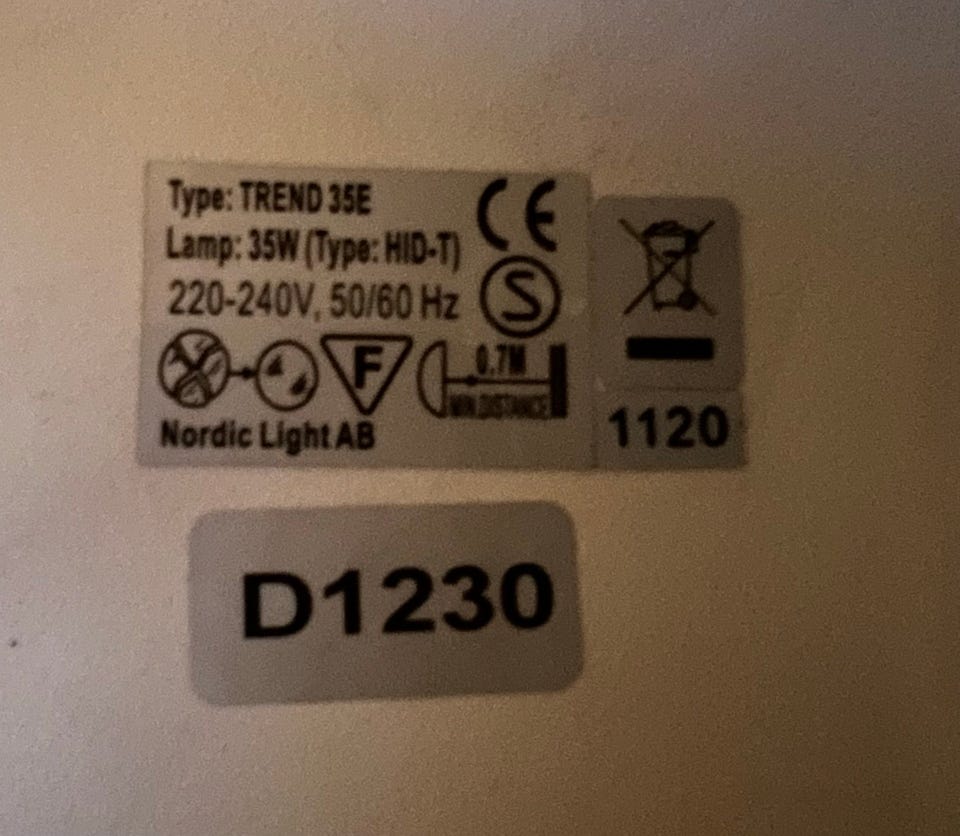 Type: TREND 35E
CE
Lamp: 35W (Type: HID-T)
S
220-240V, 50/60 Hz
F
0.7M
MIN.DISTANCE
Nordic Light AB
1120
D1230